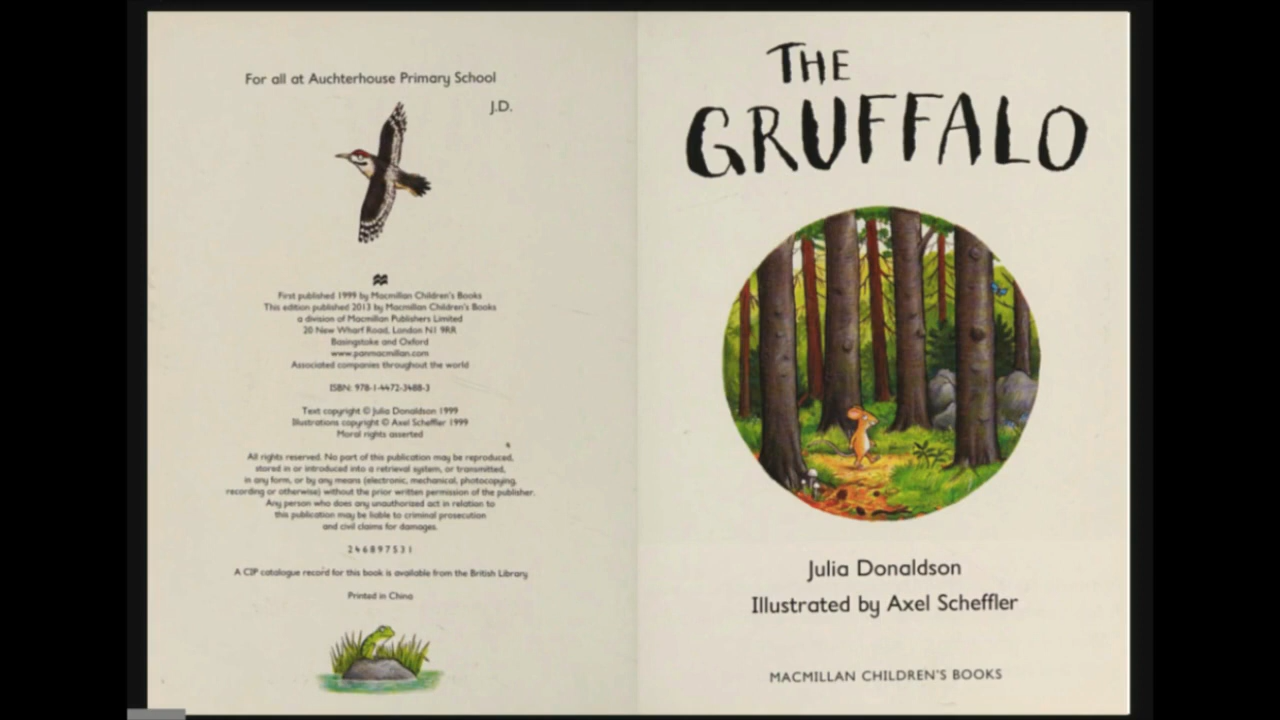 For all at Auchterhouse Primary School
J.D.
First published 1999 by Macmillan Children's Books
This edition published 2013 by Macmillan Children's Books
a division of Macmillan Publishers Limited
20 New Wharf Road, London N1 9RR
Basingstoke and Oxford
www.panmacmillan.com
Associated companies throughout the world
ISBN: 978-1-4472-3488-3
Text copyright © Julia Donaldson 1999
Illustrations copyright © Axel Scheffler 1999
Moral rights asserted
All rights reserved. No part of this publication may be reproduced,
stored in or introduced into a retrieval system, or transmitted,
in any form, or by any means (electronic, mechanical, photocopying,
recording or otherwise) without the prior written permission of the publisher.
Any person who does any unauthorized act in relation to
this publication may be liable to criminal prosecution
and civil claims for damages.
2 4 6 8 9 7 5 3 1
A CIP catalogue record for this book is available from the British Library
Printed in China
THE
GRUFFALO
Julia Donaldson
Illustrated by Axel Scheffler
MACMILLAN CHILDREN'S BOOKS